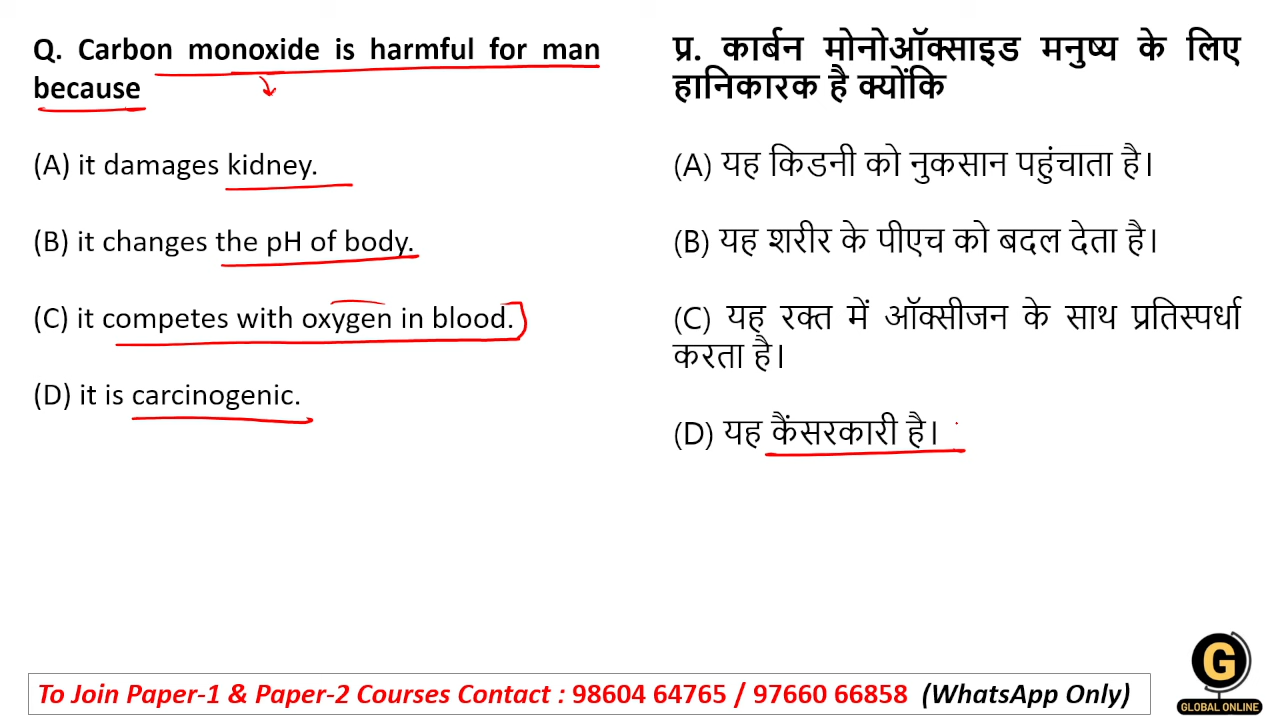 Q. Carbon monoxide is harmful for man
because
(A) it damages kidney.
(B) it changes the pH of body.
(C) it competes with oxygen in blood.
(D) it is carcinogenic.
प्र. कार्बन मोनोऑक्साइड मनुष्य के लिए
हानिकारक है क्योंकि
(A) यह किडनी को नुकसान पहुंचाता है।
(B) यह शरीर के पीएच को बदल देता है।
(C) यह रक्त में ऑक्सीजन के साथ प्रतिस्पर्धा
करता है।
(D) यह कैंसरकारी है।
To Join Paper-1 & Paper-2 Courses Contact : 98604 64765 / 97660 66858 (WhatsApp Only)
G
GLOBAL ONLINE